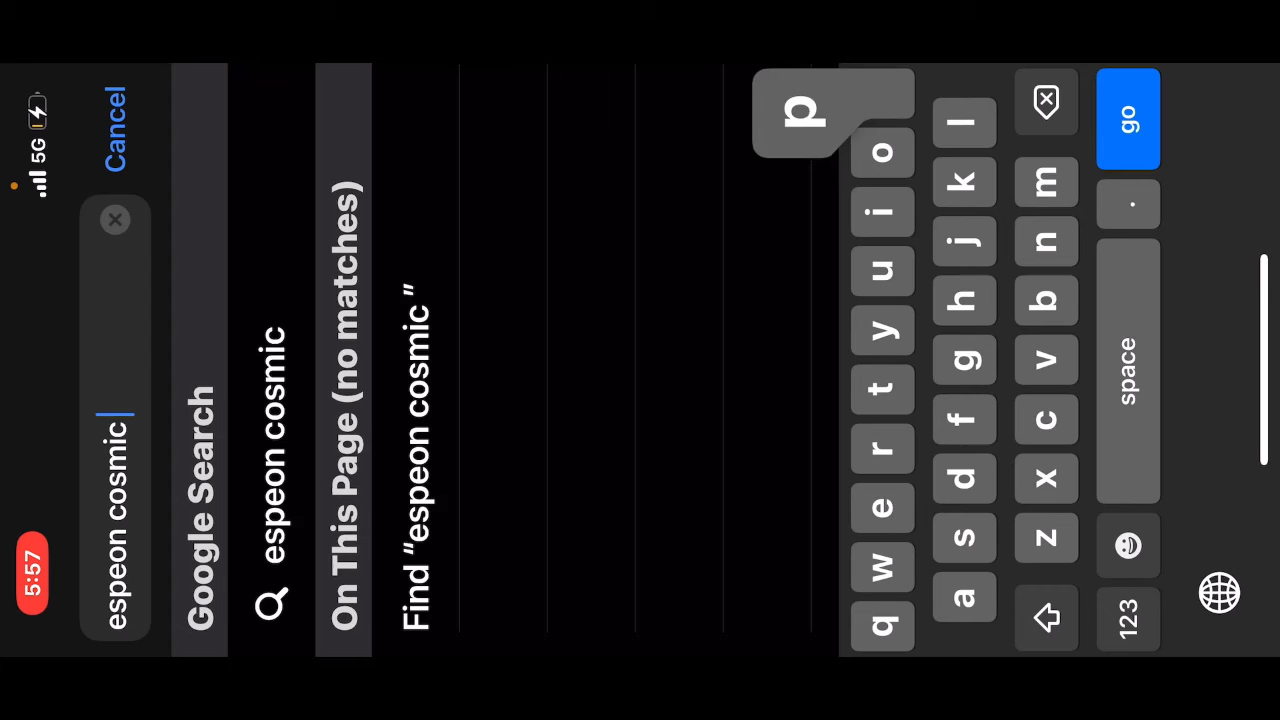 5:57 5G
espeon cosmic Cancel
Google Search
espeon cosmic
On This Page (no matches)
Find “espeon cosmic ”
p
q w e r t y u i o
a s d f g h j k l
z x c v b n m
123 space . go